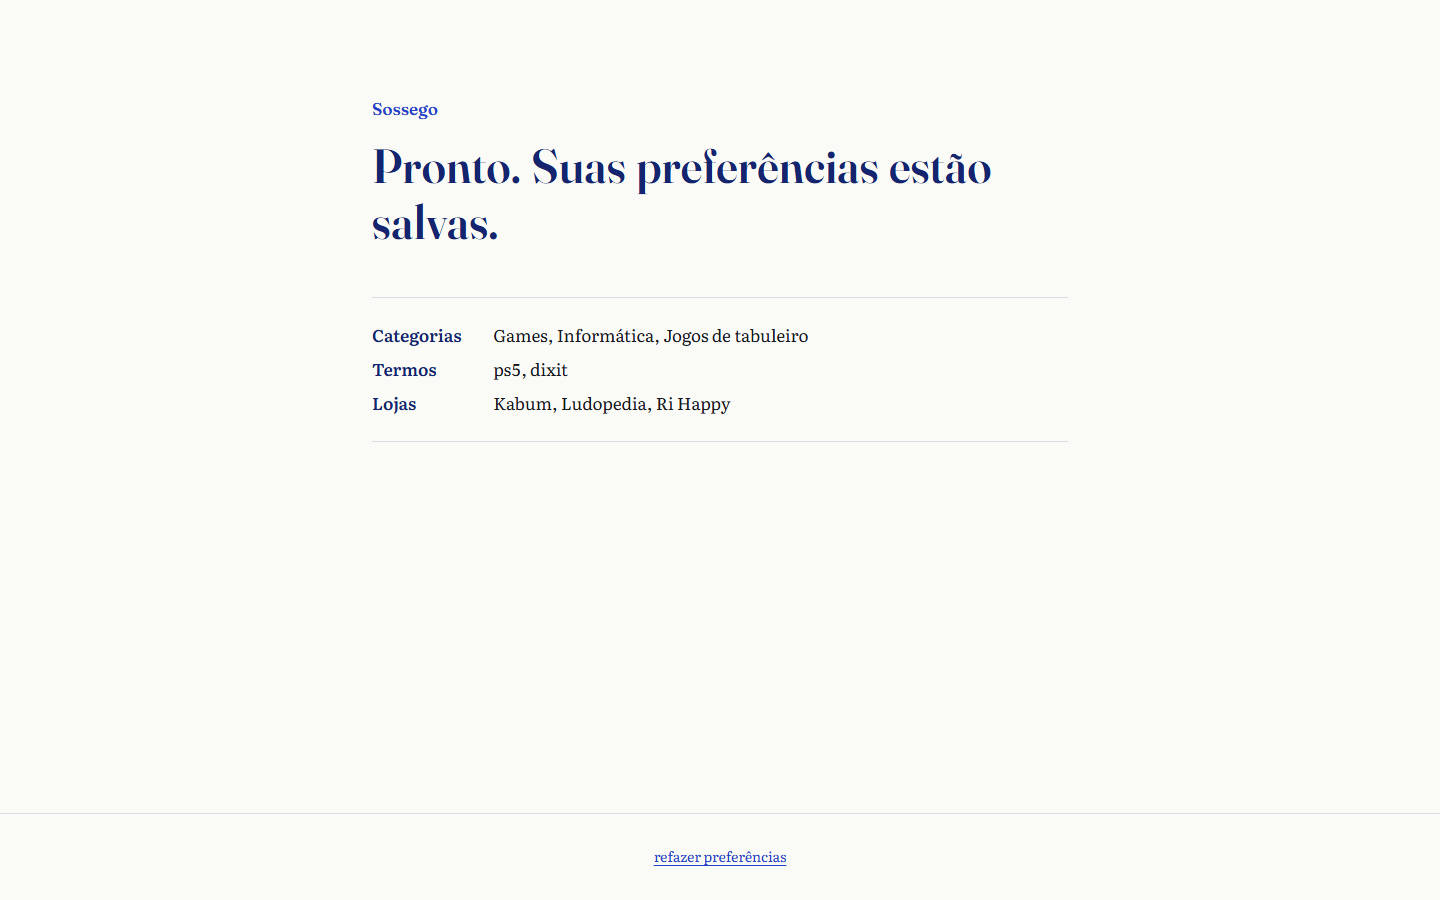 Sossego
Pronto. Suas preferências estão
salvas.
Categorias Games, Informática, Jogos de tabuleiro
Termos ps5, dixit
Lojas Kabum, Ludopedia, Ri Happy
refazer preferências